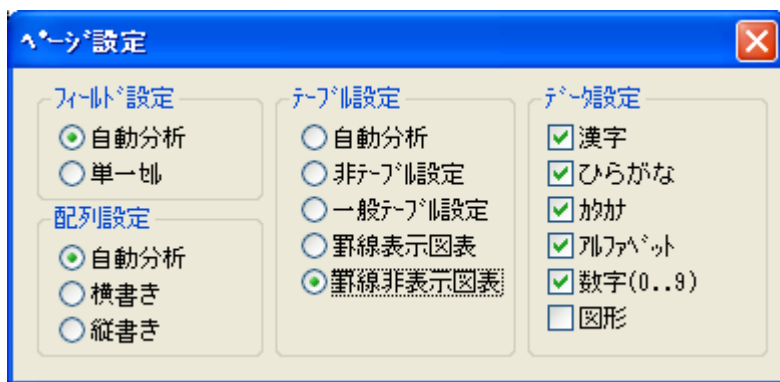 ﾍﾟｰｼﾞ設定
ﾌｨｰﾙﾄﾞ設定
自動分析
単一ｾﾙ
配列設定
自動分析
横書き
縦書き
ﾃｰﾌﾞﾙ設定
自動分析
非ﾃｰﾌﾞﾙ設定
一般ﾃｰﾌﾞﾙ設定
罫線表示図表
罫線非表示図表
ﾃﾞｰﾀ設定
漢字
ひらがな
ｶﾀｶﾅ
ｱﾙﾌｧﾍﾞｯﾄ
数字(0..9)
図形